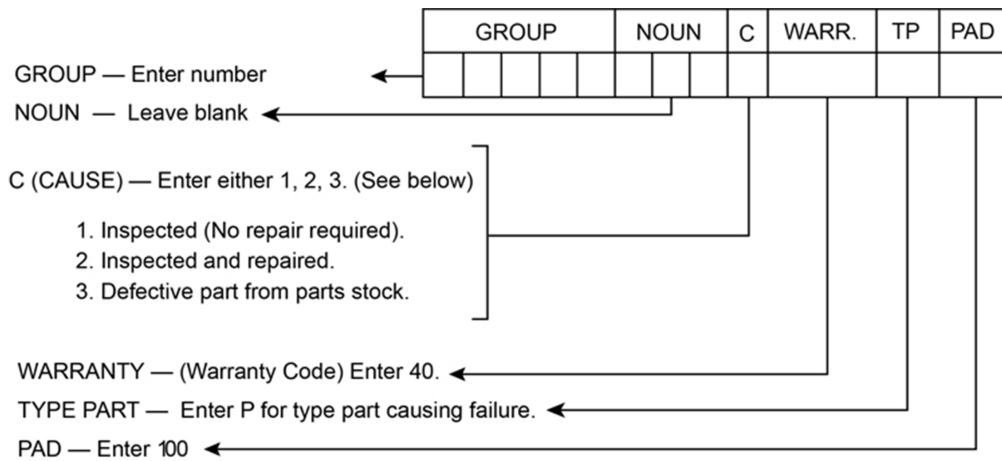 GROUP NOUN C WARR. TP PAD
GROUP — Enter number
NOUN — Leave blank
C (CAUSE) — Enter either 1, 2, 3. (See below)
1. Inspected (No repair required).
2. Inspected and repaired.
3. Defective part from parts stock.
WARRANTY — (Warranty Code) Enter 40.
TYPE PART — Enter P for type part causing failure.
PAD — Enter 100